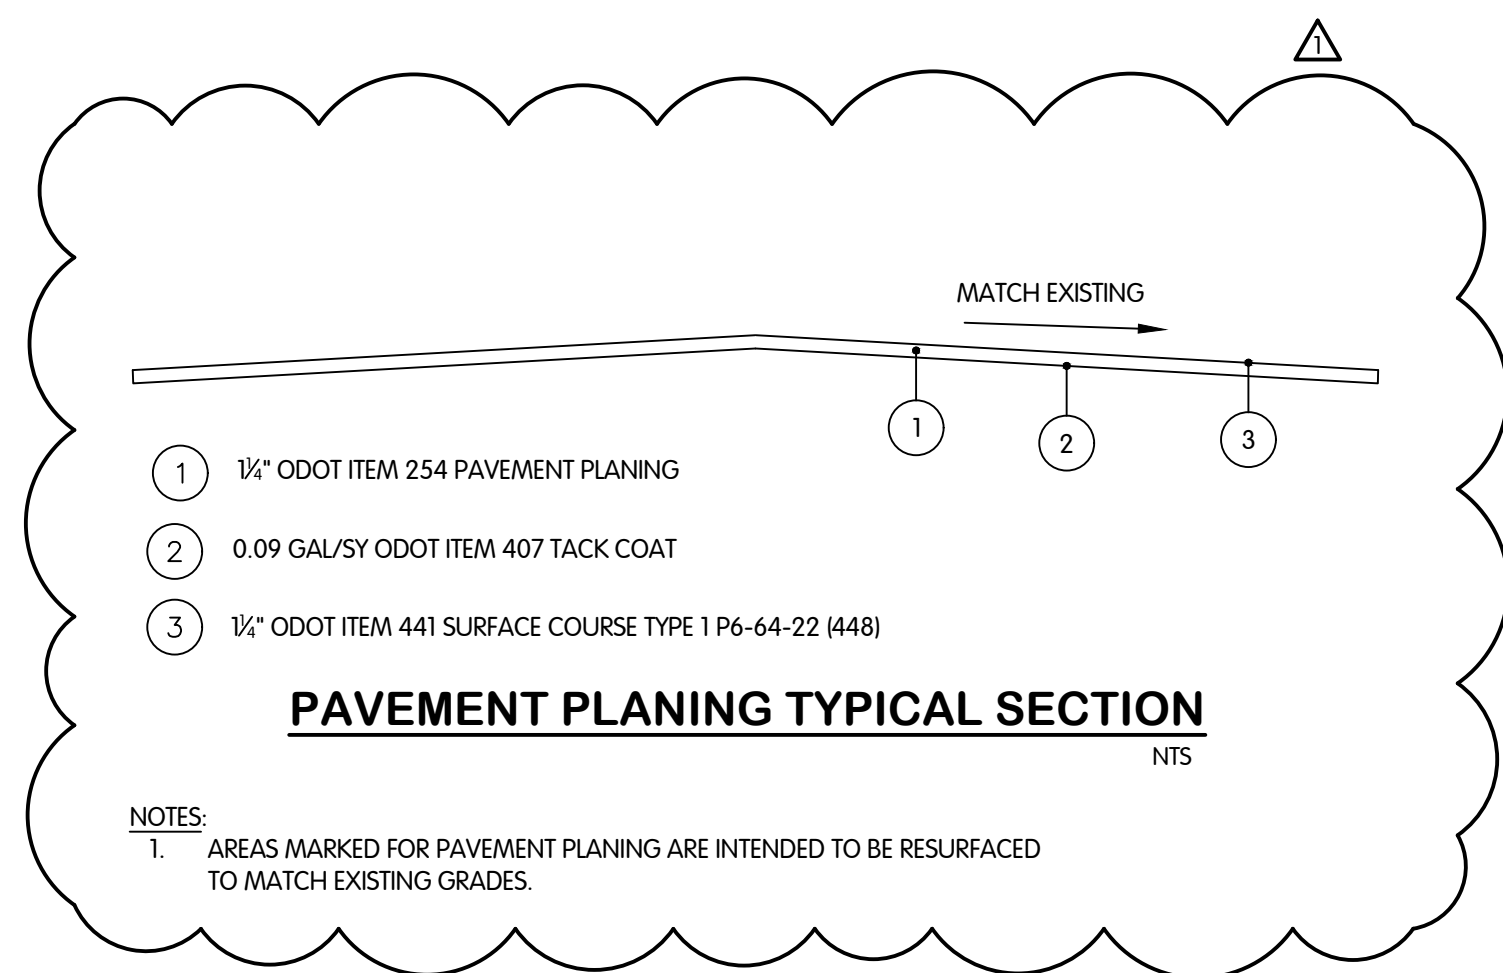 1
MATCH EXISTING
1
2
3
1 1¼" ODOT ITEM 254 PAVEMENT PLANING
2 0.09 GAL/SY ODOT ITEM 407 TACK COAT
3 1¼" ODOT ITEM 441 SURFACE COURSE TYPE 1 P6-64-22 (448)
PAVEMENT PLANING TYPICAL SECTION
NTS
NOTES:
1. AREAS MARKED FOR PAVEMENT PLANING ARE INTENDED TO BE RESURFACED
TO MATCH EXISTING GRADES.